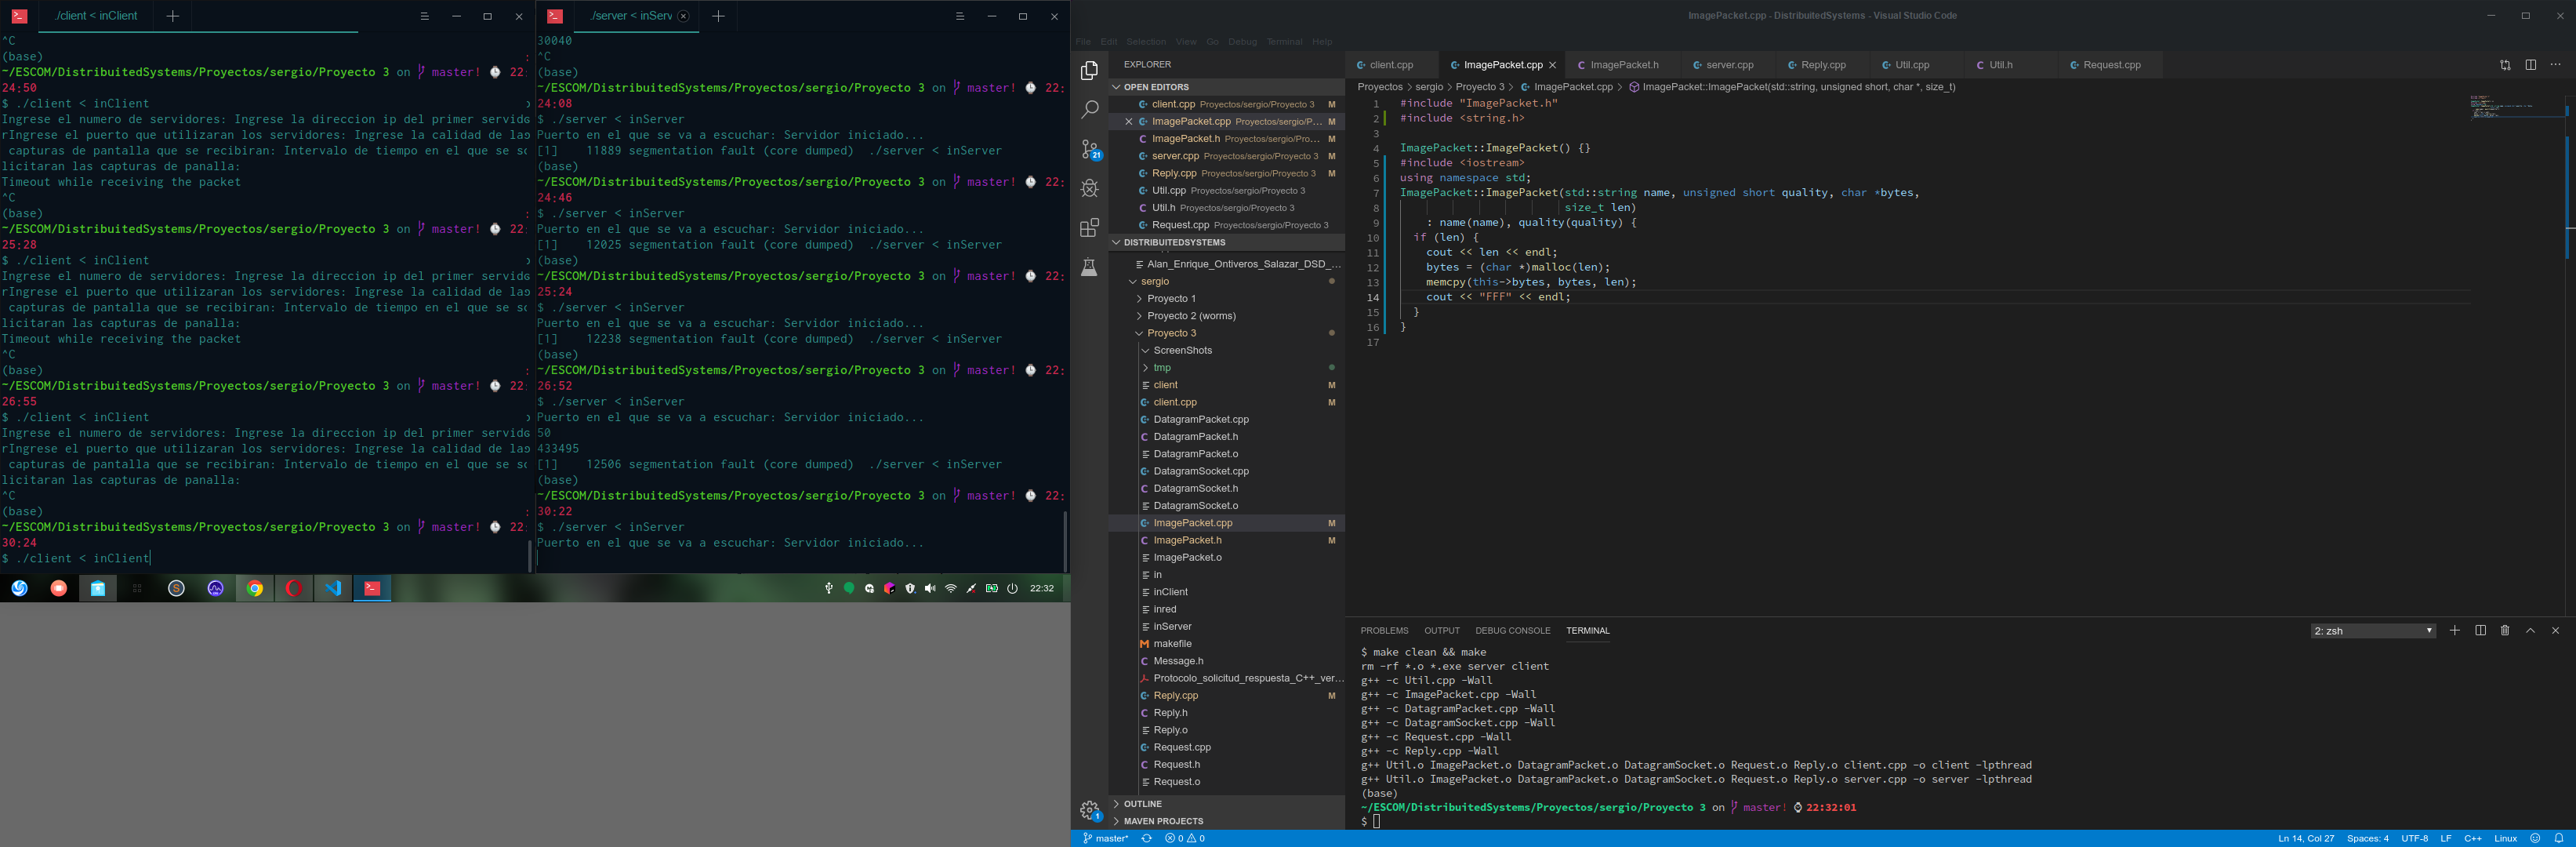 ./client < inClient
^C
(base)
~/ESCOM/DistribuitedSystems/Proyectos/sergio/Proyecto 3 on master! 22:
24:50
$ ./client < inClient
Ingrese el numero de servidores: Ingrese la direccion ip del primer servido
rIngrese el puerto que utilizaran los servidores: Ingrese la calidad de las
capturas de pantalla que se recibiran: Intervalo de tiempo en el que se so
licitaran las capturas de panalla:
Timeout while receiving the packet
^C
(base)
~/ESCOM/DistribuitedSystems/Proyectos/sergio/Proyecto 3 on master! 22:
25:28
$ ./client < inClient
Ingrese el numero de servidores: Ingrese la direccion ip del primer servido
rIngrese el puerto que utilizaran los servidores: Ingrese la calidad de las
capturas de pantalla que se recibiran: Intervalo de tiempo en el que se so
licitaran las capturas de panalla:
Timeout while receiving the packet
^C
(base)
~/ESCOM/DistribuitedSystems/Proyectos/sergio/Proyecto 3 on master! 22:
26:55
$ ./client < inClient
Ingrese el numero de servidores: Ingrese la direccion ip del primer servido
rIngrese el puerto que utilizaran los servidores: Ingrese la calidad de las
capturas de pantalla que se recibiran: Intervalo de tiempo en el que se so
licitaran las capturas de panalla:
^C
(base)
~/ESCOM/DistribuitedSystems/Proyectos/sergio/Proyecto 3 on master! 22:
30:24
$ ./client < inClient
./server < inServ
30040
^C
(base)
~/ESCOM/DistribuitedSystems/Proyectos/sergio/Proyecto 3 on master! 22:
24:08
$ ./server < inServer
Puerto en el que se va a escuchar: Servidor iniciado...
[1] 11889 segmentation fault (core dumped) ./server < inServer
(base)
~/ESCOM/DistribuitedSystems/Proyectos/sergio/Proyecto 3 on master! 22:
24:46
$ ./server < inServer
Puerto en el que se va a escuchar: Servidor iniciado...
[1] 12025 segmentation fault (core dumped) ./server < inServer
(base)
~/ESCOM/DistribuitedSystems/Proyectos/sergio/Proyecto 3 on master! 22:
25:24
$ ./server < inServer
Puerto en el que se va a escuchar: Servidor iniciado...
[1] 12238 segmentation fault (core dumped) ./server < inServer
(base)
~/ESCOM/DistribuitedSystems/Proyectos/sergio/Proyecto 3 on master! 22:
26:52
$ ./server < inServer
Puerto en el que se va a escuchar: Servidor iniciado...
50
433495
[1] 12506 segmentation fault (core dumped) ./server < inServer
(base)
~/ESCOM/DistribuitedSystems/Proyectos/sergio/Proyecto 3 on master! 22:
30:22
$ ./server < inServer
Puerto en el que se va a escuchar: Servidor iniciado...
22:32
ImagePacket.cpp - DistribuitedSystems - Visual Studio Code
File Edit Selection View Go Debug Terminal Help
EXPLORER
OPEN EDITORS
client.cpp Proyectos/sergio/Proyecto 3 M
ImagePacket.cpp Proyectos/sergio/P... M
ImagePacket.h Proyectos/sergio/Pro... M
server.cpp Proyectos/sergio/Proyecto 3 M
Reply.cpp Proyectos/sergio/Proyecto 3 M
Util.cpp Proyectos/sergio/Proyecto 3
Util.h Proyectos/sergio/Proyecto 3
Request.cpp Proyectos/sergio/Proyecto 3
21
DISTRIBUITEDSYSTEMS
Alan_Enrique_Ontiveros_Salazar_DSD_...
sergio
Proyecto 1
Proyecto 2 (worms)
Proyecto 3
ScreenShots
tmp
client M
client.cpp M
DatagramPacket.cpp
DatagramPacket.h
DatagramPacket.o
DatagramSocket.cpp
DatagramSocket.h
DatagramSocket.o
ImagePacket.cpp M
ImagePacket.h M
ImagePacket.o
in
inClient
inred
inServer
makefile
Message.h
Protocolo_solicitud_respuesta_C++_ver...
Reply.cpp M
Reply.h
Reply.o
Request.cpp
Request.h
Request.o
OUTLINE
MAVEN PROJECTS
1
client.cpp ImagePacket.cpp ImagePacket.h server.cpp Reply.cpp Util.cpp Util.h Request.cpp
Proyectos > sergio > Proyecto 3 > ImagePacket.cpp > ImagePacket::ImagePacket(std::string, unsigned short, char *, size_t)
1 #include "ImagePacket.h"
2 #include <string.h>
3
4 ImagePacket::ImagePacket() {}
5 #include <iostream>
6 using namespace std;
7 ImagePacket::ImagePacket(std::string name, unsigned short quality, char *bytes,
8 size_t len)
9 : name(name), quality(quality) {
10 if (len) {
11 cout << len << endl;
12 bytes = (char *)malloc(len);
13 memcpy(this->bytes, bytes, len);
14 cout << "FFF" << endl;
15 }
16 }
17
PROBLEMS OUTPUT DEBUG CONSOLE TERMINAL
2: zsh
$ make clean && make
rm -rf *.o *.exe server client
g++ -c Util.cpp -Wall
g++ -c ImagePacket.cpp -Wall
g++ -c DatagramPacket.cpp -Wall
g++ -c DatagramSocket.cpp -Wall
g++ -c Request.cpp -Wall
g++ -c Reply.cpp -Wall
g++ Util.o ImagePacket.o DatagramPacket.o DatagramSocket.o Request.o Reply.o client.cpp -o client -lpthread
g++ Util.o ImagePacket.o DatagramPacket.o DatagramSocket.o Request.o Reply.o server.cpp -o server -lpthread
(base)
~/ESCOM/DistribuitedSystems/Proyectos/sergio/Proyecto 3 on master! 22:32:01
$
master* 0 0
Ln 14, Col 27 Spaces: 4 UTF-8 LF C++ Linux